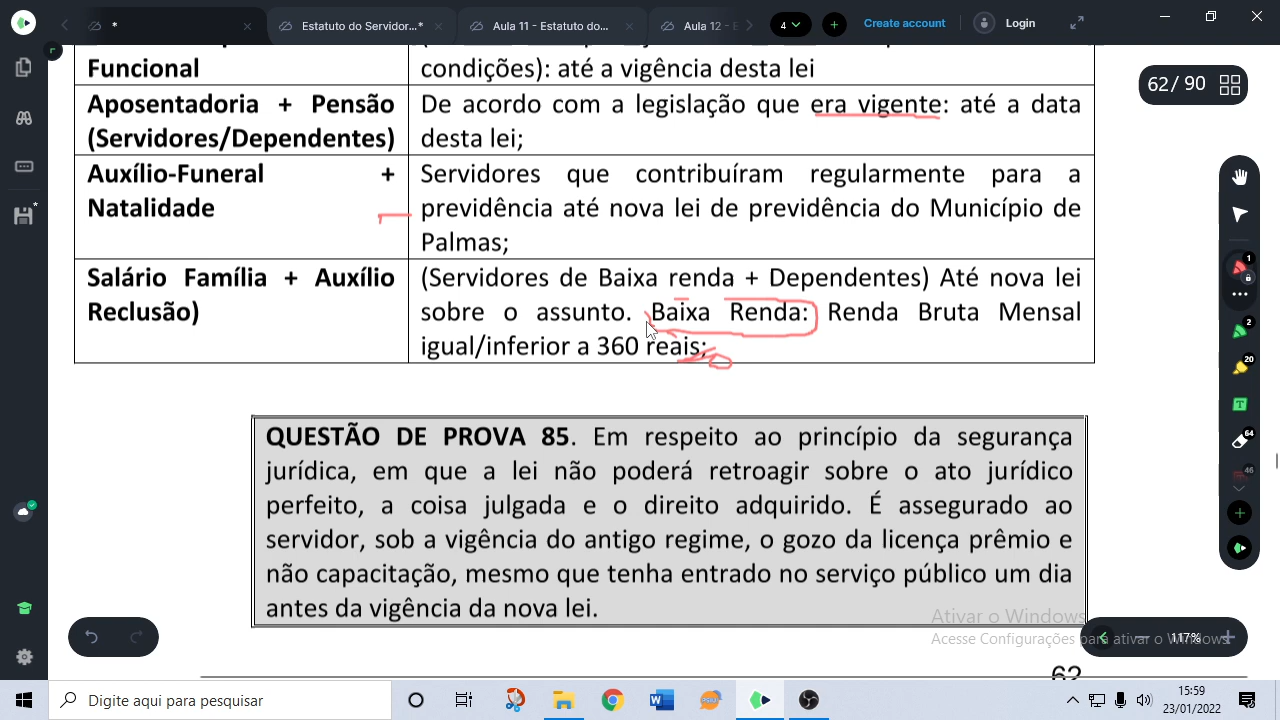 *
Estatuto do Servidor...*
Aula 11 - Estatuto do...
Aula 12 - E
4
Create account
Login
Funcional
condições): até a vigência desta lei
62/ 90
Aposentadoria + Pensão
(Servidores/Dependentes)
De acordo com a legislação que era vigente: até a data
desta lei;
Auxílio-Funeral +
Natalidade
Servidores que contribuíram regularmente para a
previdência até nova lei de previdência do Município de
Palmas;
Salário Família + Auxílio
Reclusão)
(Servidores de Baixa renda + Dependentes) Até nova lei
sobre o assunto. Baixa Renda: Renda Bruta Mensal
igual/inferior a 360 reais;
1
2
20
64
46
QUESTÃO DE PROVA 85. Em respeito ao princípio da segurança
jurídica, em que a lei não poderá retroagir sobre o ato jurídico
perfeito, a coisa julgada e o direito adquirido. É assegurado ao
servidor, sob a vigência do antigo regime, o gozo da licença prêmio e
não capacitação, mesmo que tenha entrado no serviço público um dia
antes da vigência da nova lei.
Ativar o Windows
Acesse Configurações para ativar o Windows.
117%
62
Digite aqui para pesquisar
15:59
23/01/2022